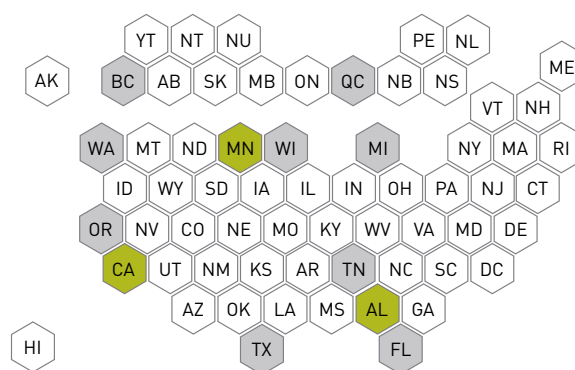 YT NT NU PE NL
ME
AK BC AB SK MB ON QC NB NS
VT NH
WA MT ND MN WI MI NY MA RI
ID WY SD IA IL IN OH PA NJ CT
OR NV CO NE MO KY WV VA MD DE
CA UT NM KS AR TN NC SC DC
AZ OK LA MS AL GA
HI TX FL